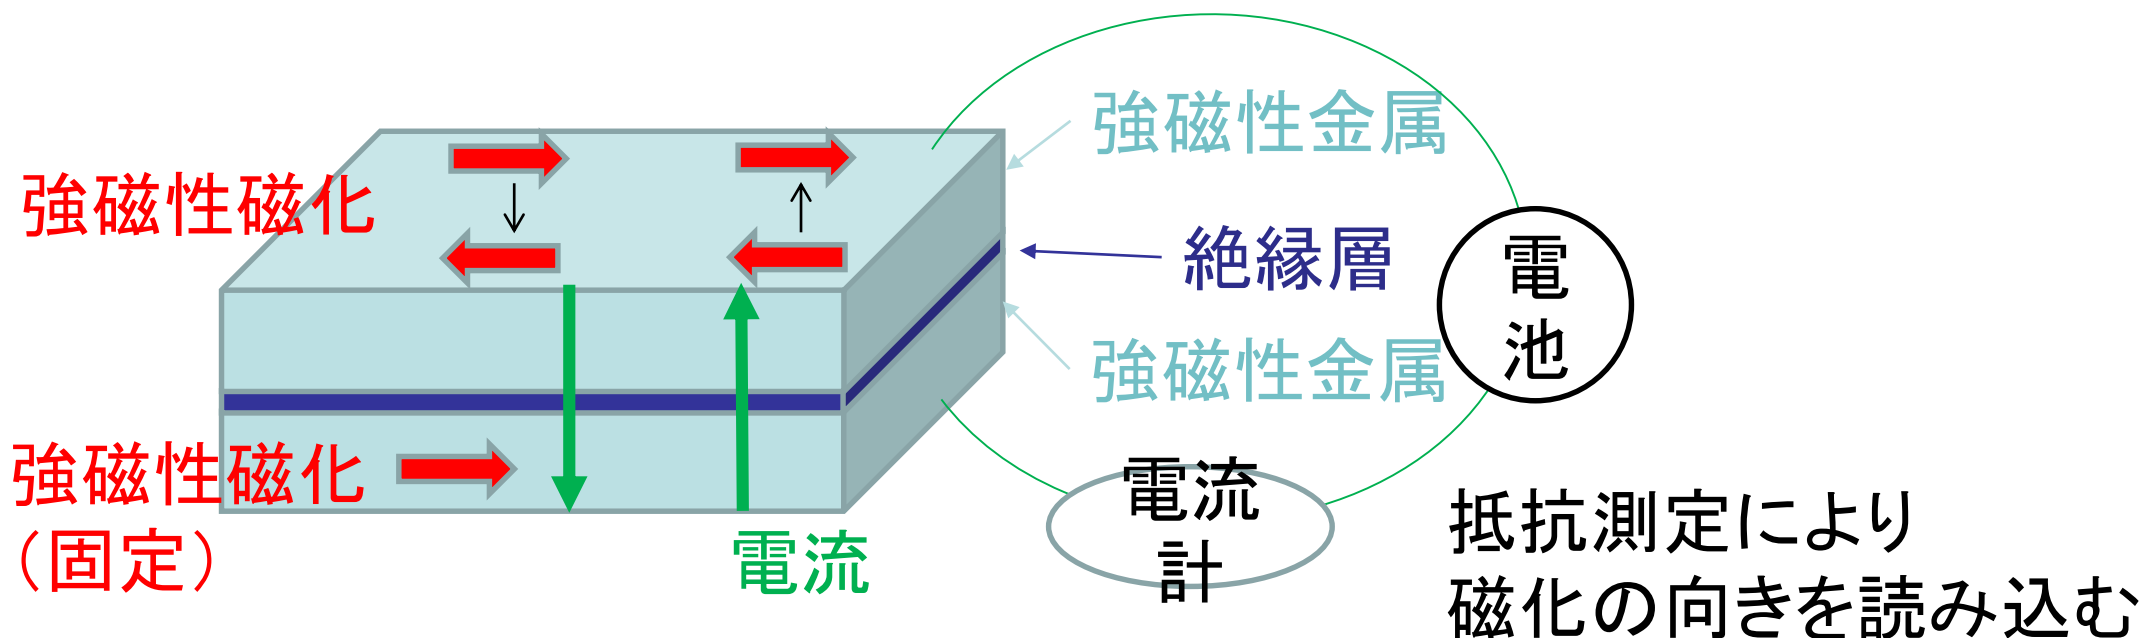 強磁性金属
強磁性磁化
絶縁層
電
池
強磁性金属
強磁性磁化
（固定）
電流
電流
計
抵抗測定により
磁化の向きを読み込む